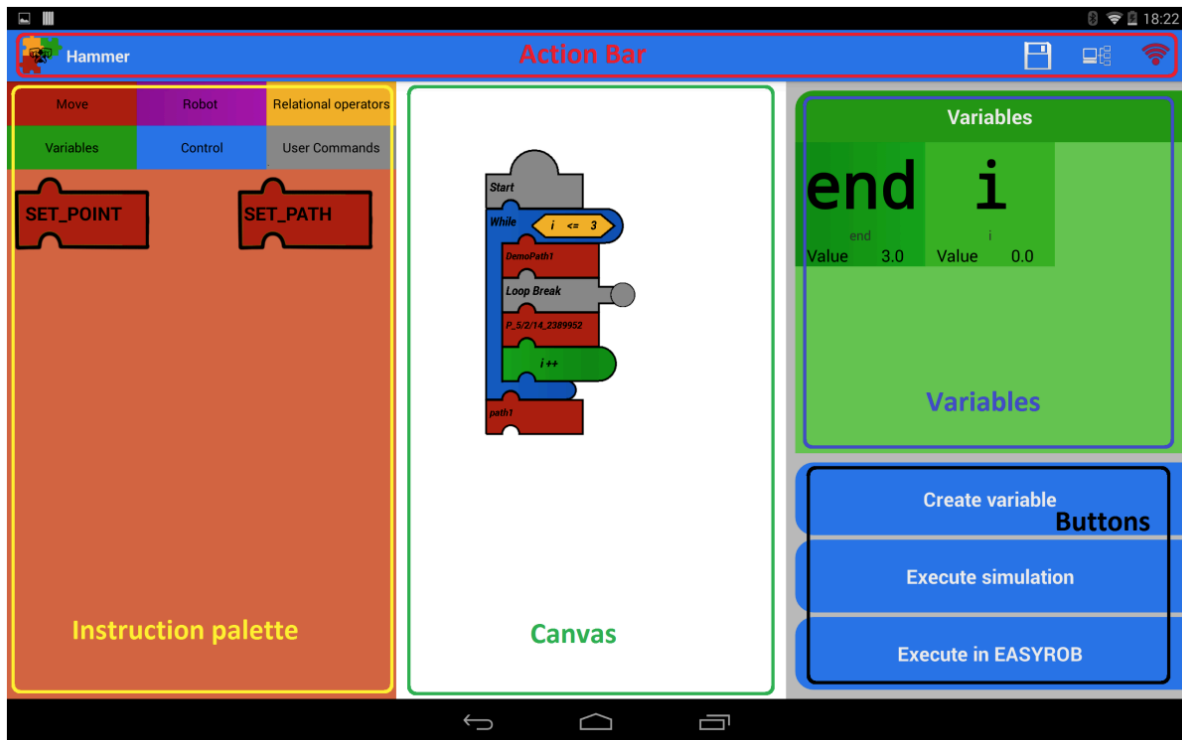 18:22
Hammer
Action Bar
Move Robot Relational operators
Variables Control User Commands
SET_POINT SET_PATH
Instruction palette
Start
While i <= 3
DemoPath1
Loop Break
P_5/2/14_2389952
i ++
path1
Canvas
Variables
end i
end i
Value 3.0 Value 0.0
Variables
Create variable
Buttons
Execute simulation
Execute in EASYROB